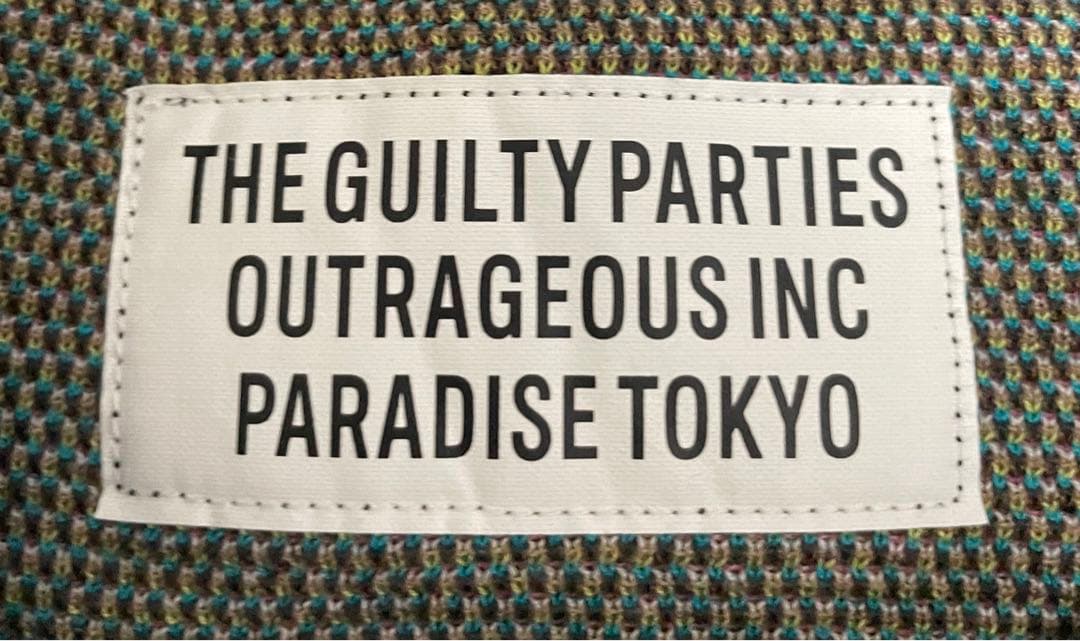 THE GUILTY PARTIES
OUTRAGEOUS INC
PARADISE TOKYO